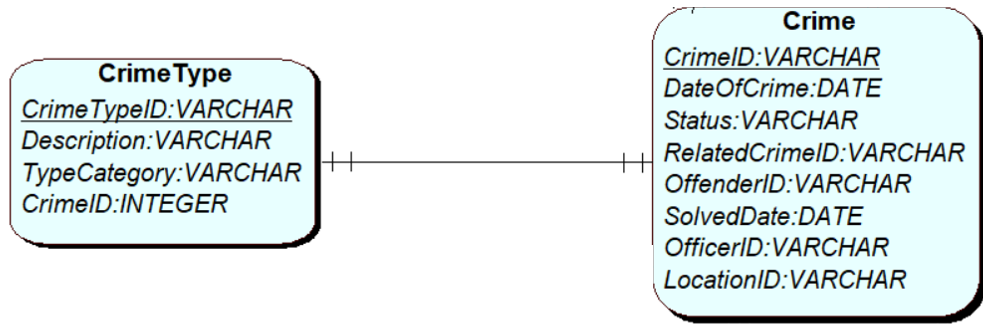 CrimeType
CrimeTypeID:VARCHAR
Description:VARCHAR
TypeCategory:VARCHAR
CrimeID:INTEGER
Crime
CrimeID:VARCHAR
DateOfCrime:DATE
Status:VARCHAR
RelatedCrimeID:VARCHAR
OffenderID:VARCHAR
SolvedDate:DATE
OfficerID:VARCHAR
LocationID:VARCHAR